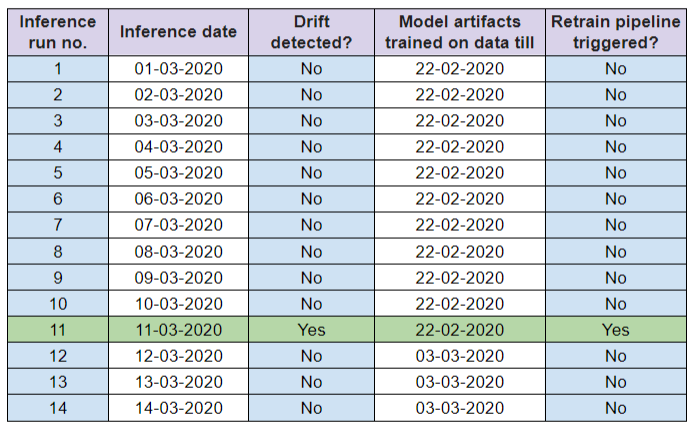 Inference run no. Inference date Drift detected? Model artifacts trained on data till Retrain pipeline triggered?
1 01-03-2020 No 22-02-2020 No
2 02-03-2020 No 22-02-2020 No
3 03-03-2020 No 22-02-2020 No
4 04-03-2020 No 22-02-2020 No
5 05-03-2020 No 22-02-2020 No
6 06-03-2020 No 22-02-2020 No
7 07-03-2020 No 22-02-2020 No
8 08-03-2020 No 22-02-2020 No
9 09-03-2020 No 22-02-2020 No
10 10-03-2020 No 22-02-2020 No
11 11-03-2020 Yes 22-02-2020 Yes
12 12-03-2020 No 03-03-2020 No
13 13-03-2020 No 03-03-2020 No
14 14-03-2020 No 03-03-2020 No